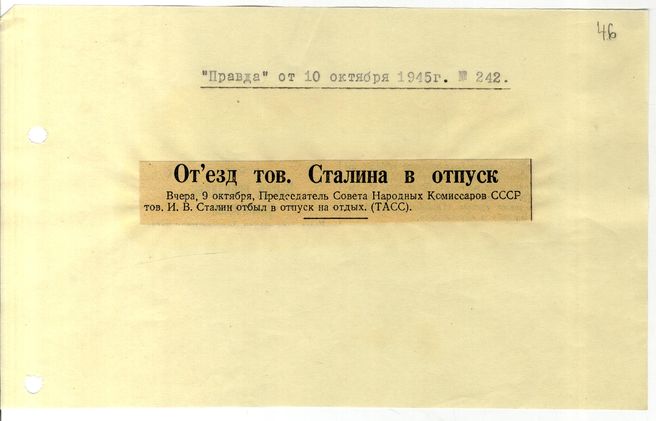 46
"Правда" от 10 октября 1945г. № 242.
От'езд тов. Сталина в отпуск
Вчера, 9 октября, Председатель Совета Народных Комиссаров СССР
тов. И. В. Сталин отбыл в отпуск на отдых. (ТАСС).